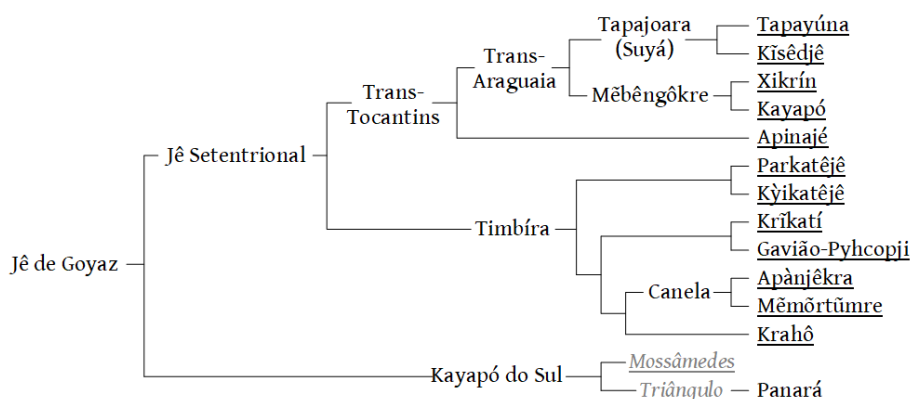 Tapajoara
(Suyá)
Tapayúna
Kĩsêdjê
Trans-
Araguaia
Xikrín
Mẽbêngôkre
Kayapó
Trans-
Tocantins
Apinajé
Jê Setentrional
Parkatêjê
Kỳikatêjê
Timbíra
Krĩkatí
Gavião-Pyhcopji
Jê de Goyaz
Canela
Apànjêkra
Mẽmõrtũmre
Krahô
Kayapó do Sul
Mossâmedes
Triângulo
Panará